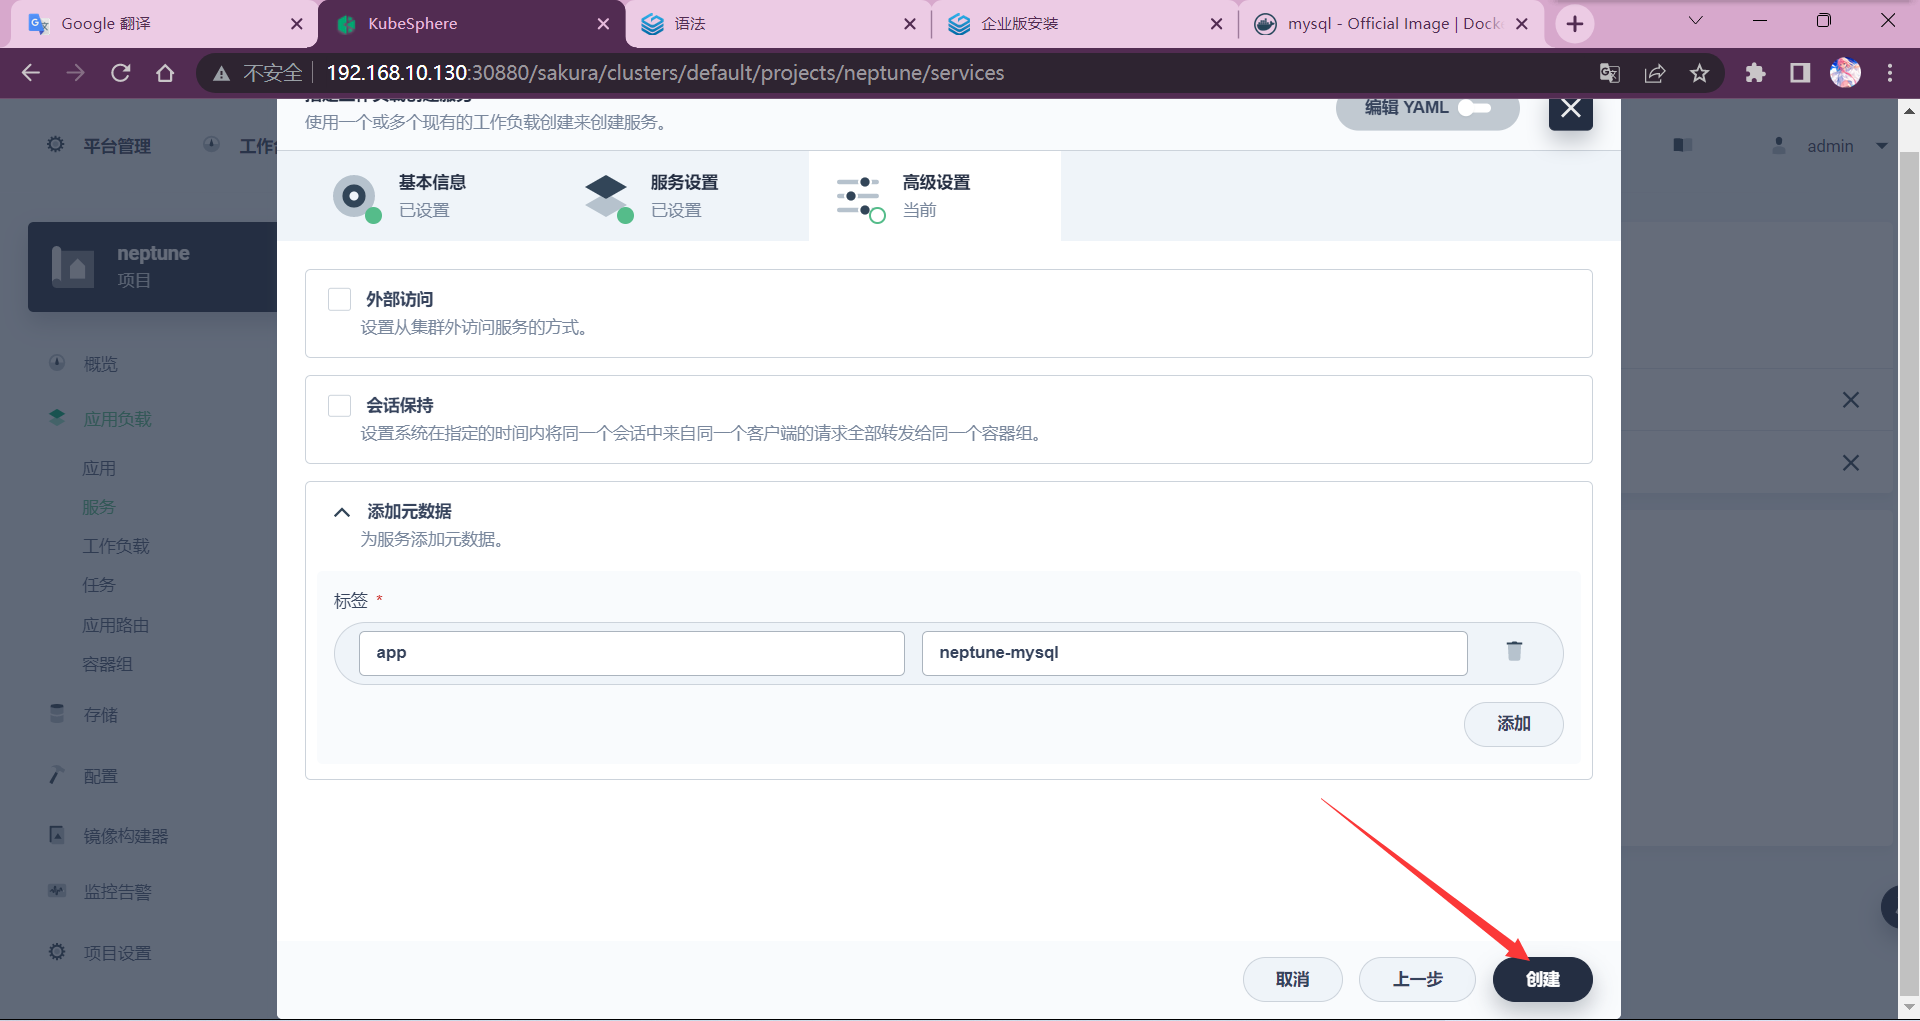 Google 翻译
KubeSphere
语法
企业版安装
mysql - Official Image | Dock
不安全
192.168.10.130:30880/sakura/clusters/default/projects/neptune/services
指定工作负载创建服务
使用一个或多个现有的工作负载创建来创建服务。
编辑 YAML
平台管理
工作
admin
基本信息
已设置
服务设置
已设置
高级设置
当前
neptune
项目
外部访问
设置从集群外访问服务的方式。
概览
会话保持
设置系统在指定的时间内将同一个会话中来自同一个客户端的请求全部转发给同一个容器组。
应用负载
应用
服务
工作负载
任务
应用路由
容器组
添加元数据
为服务添加元数据。
标签 *
app
neptune-mysql
添加
存储
配置
镜像构建器
监控告警
项目设置
取消
上一步
创建